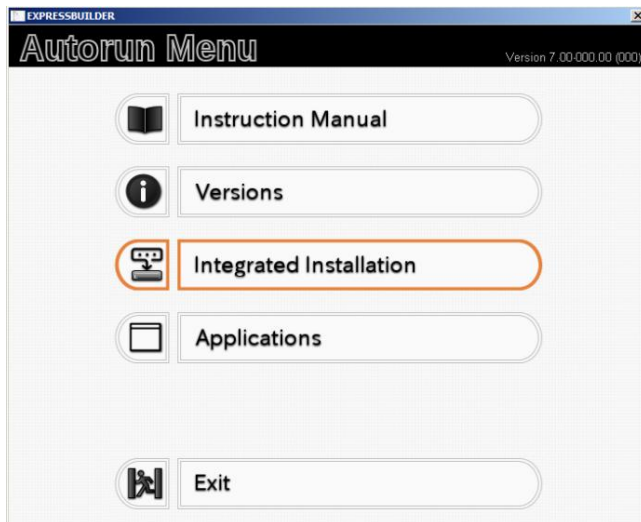 EXPRESSBUILDER
Autorun Menu
Version 7.00-000.00 (000)
Instruction Manual
Versions
Integrated Installation
Applications
Exit